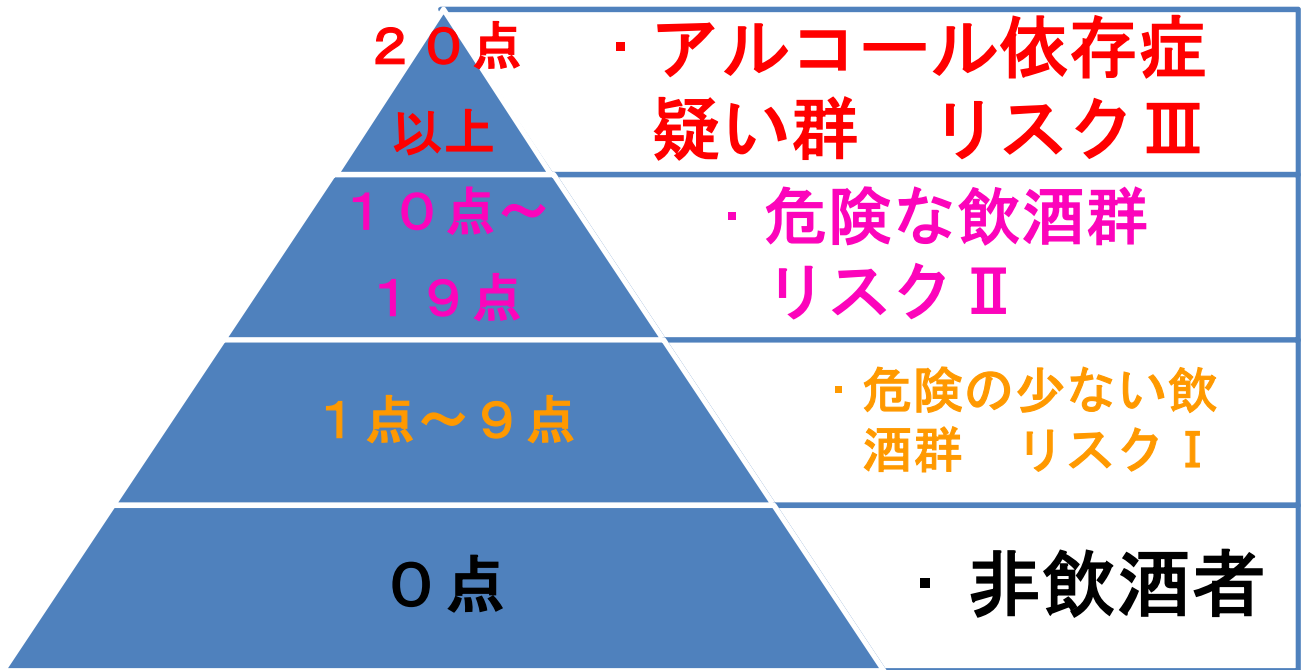 ２０点
以上
・アルコール依存症
疑い群　リスクⅢ
１０点～
１９点
・危険な飲酒群
リスクⅡ
１点～９点
・危険の少ない飲
酒群　リスクⅠ
０点
・非飲酒者